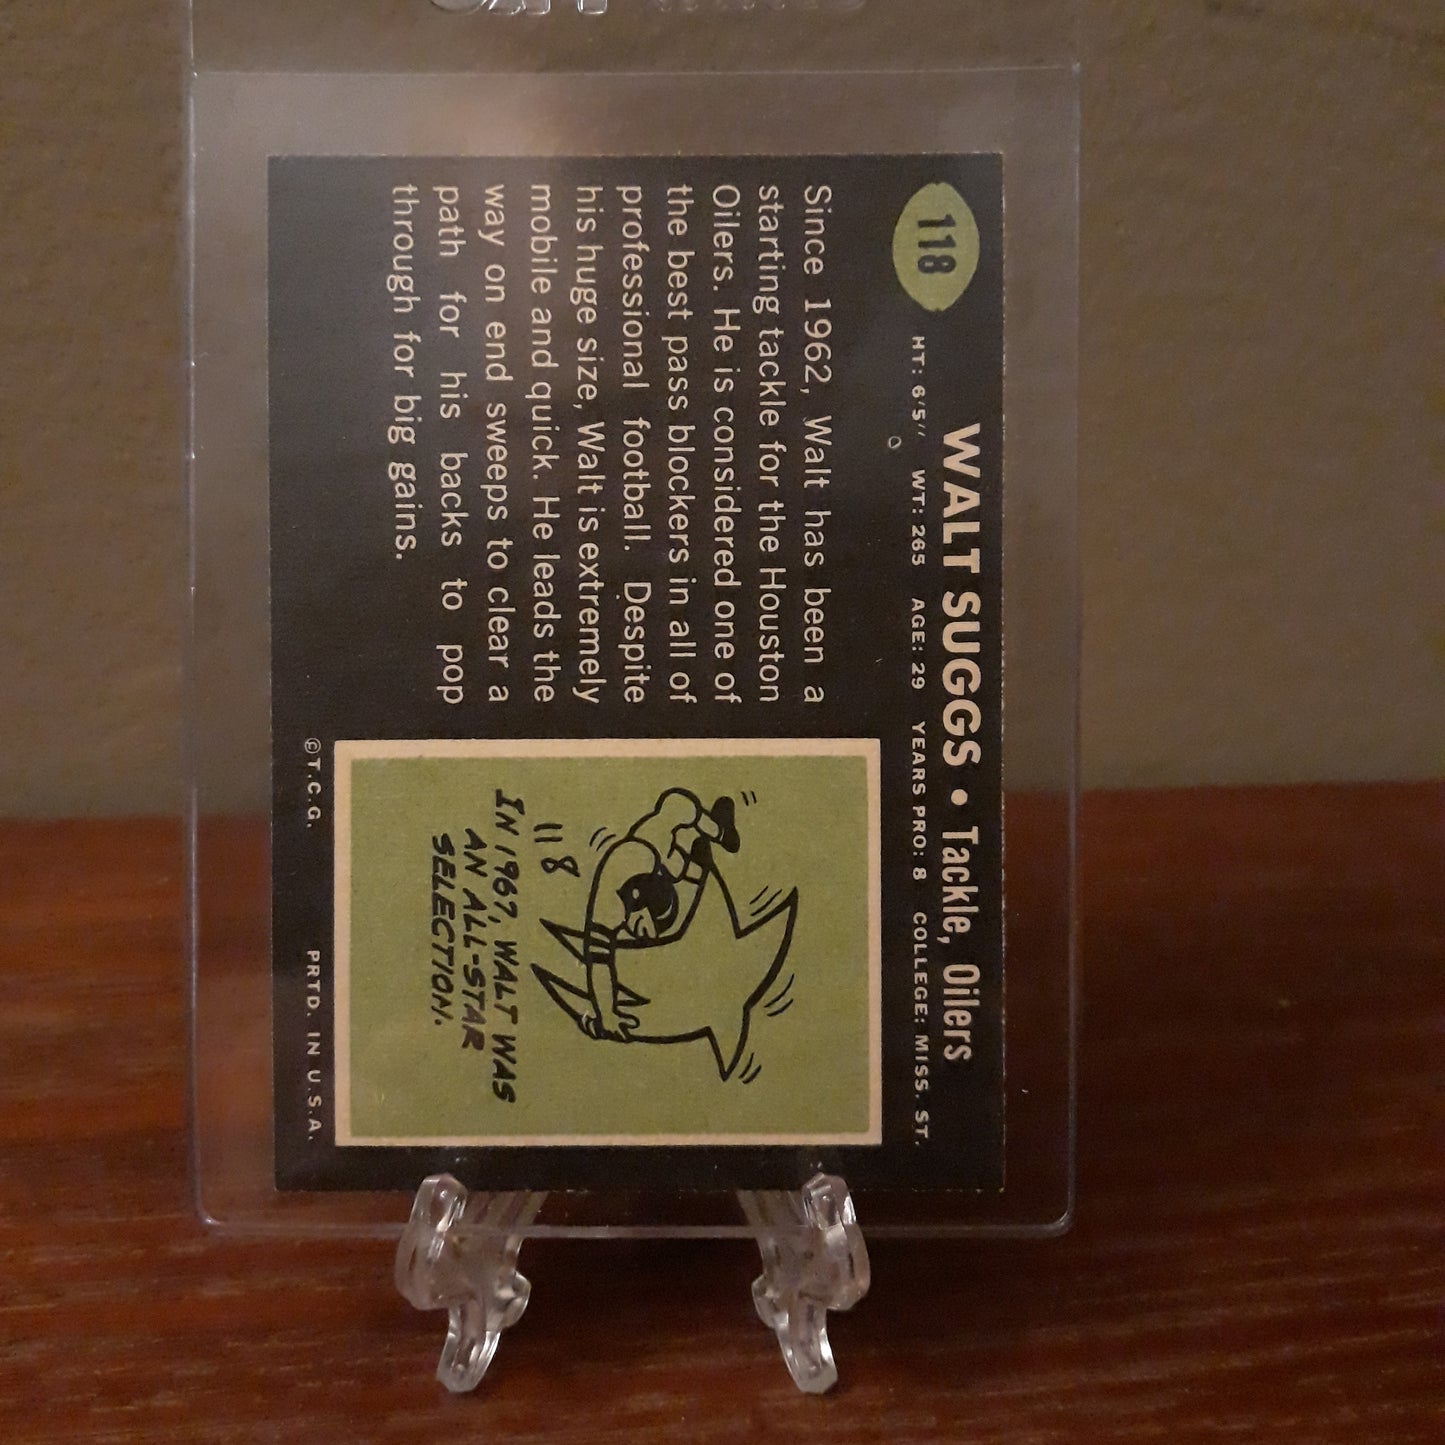 118
WALT SUGGS • Tackle, Oilers
HT: 6'5" WT: 265 AGE: 29 YEARS PRO: 8 COLLEGE: MISS. ST.
Since 1962, Walt has been a
starting tackle for the Houston
Oilers. He is considered one of
the best pass blockers in all of
professional football. Despite
his huge size, Walt is extremely
mobile and quick. He leads the
way on end sweeps to clear a
path for his backs to pop
through for big gains.
118
IN 1967, WALT WAS
AN ALL-STAR
SELECTION.
©T.C.G. PRTD. IN U.S.A.